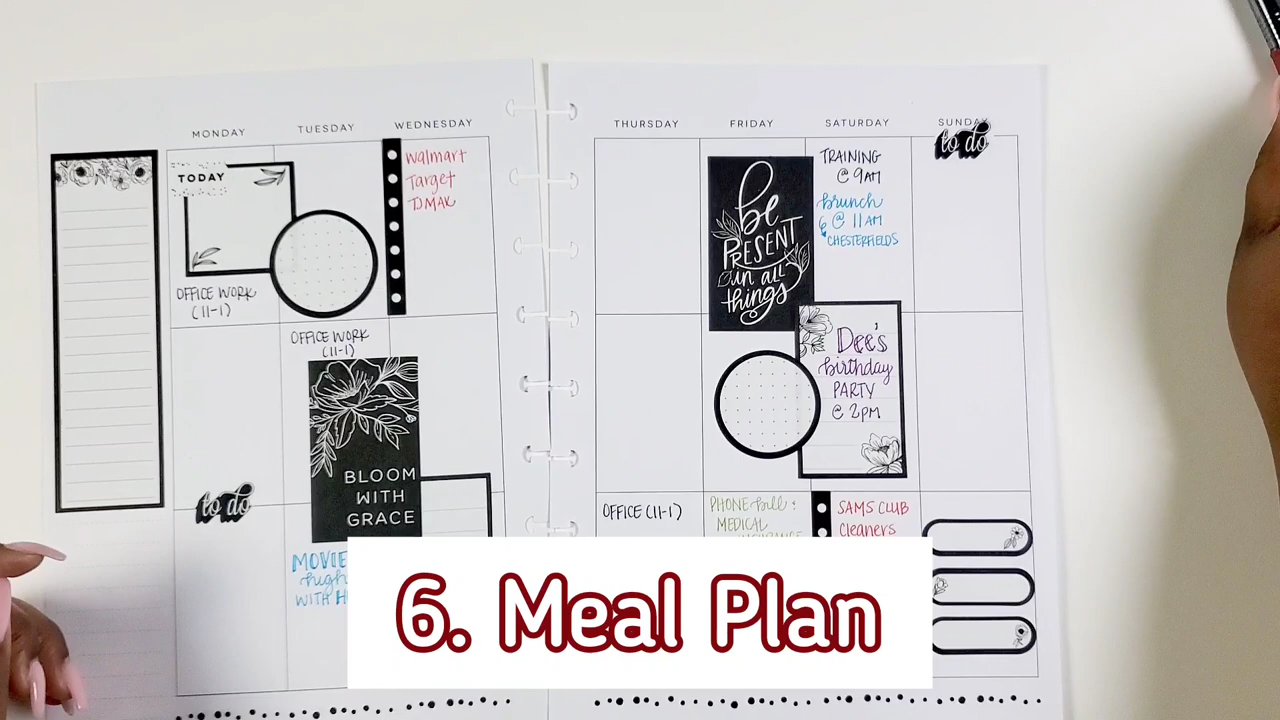 MONDAY
TUESDAY
WEDNESDAY
THURSDAY
FRIDAY
SATURDAY
SUNDAY
TODAY
OFFICE WORK
(11-1)
OFFICE WORK
(11-1)
BLOOM
WITH
GRACE
to do
MOVIE
high
WITH
Walmart
Target
TJMAX
OFFICE (11-1)
be
PRESENT
in all
things
PHONE bill &
MEDICAL
TRAINING
@ 9AM
brunch
@ 11AM
CHESTERFIELDS
Dee's
birthday
PARTY
@ 2PM
SAMS CLUB
Cleaners
to do
6. Meal Plan